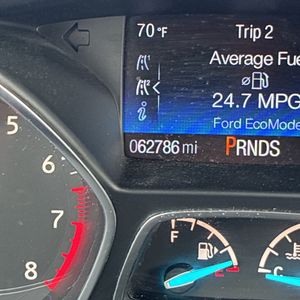 70°F Trip 2
Average Fue
ø
24.7 MPG
Ford EcoMode
062786 mi PRNDS
5
6
7
8
F
E
C